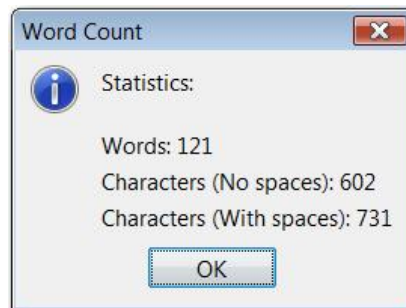 Word Count
Statistics:
Words: 121
Characters (No spaces): 602
Characters (With spaces): 731
OK